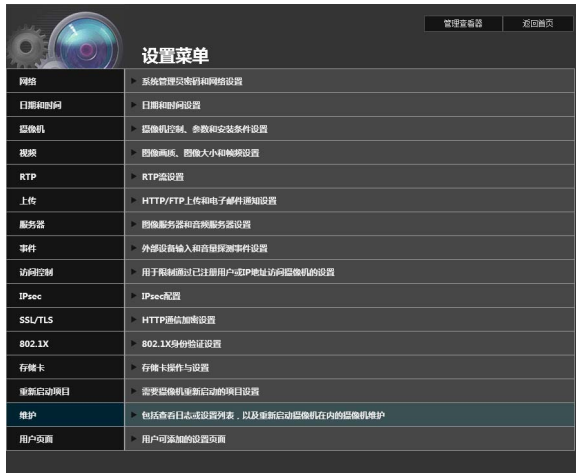 管理查看器 返回首页
设置菜单
网络 系统管理员密码和网络设置
日期和时间 日期和时间设置
摄像机 摄像机控制、参数和安装条件设置
视频 图像画质、图像大小和帧频设置
RTP RTP流设置
上传 HTTP/FTP上传和电子邮件通知设置
服务器 图像服务器和音频服务器设置
事件 外部设备输入和音量探测事件设置
访问控制 用于限制通过已注册用户或IP地址访问摄像机的设置
IPsec IPsec配置
SSL/TLS HTTP通信加密设置
802.1X 802.1X身份验证设置
存储卡 存储卡操作与设置
重新启动项目 需要摄像机重新启动的项目设置
维护 包括查看日志或设置列表，以及重新启动摄像机在内的摄像机维护
用户页面 用户可添加的设置页面